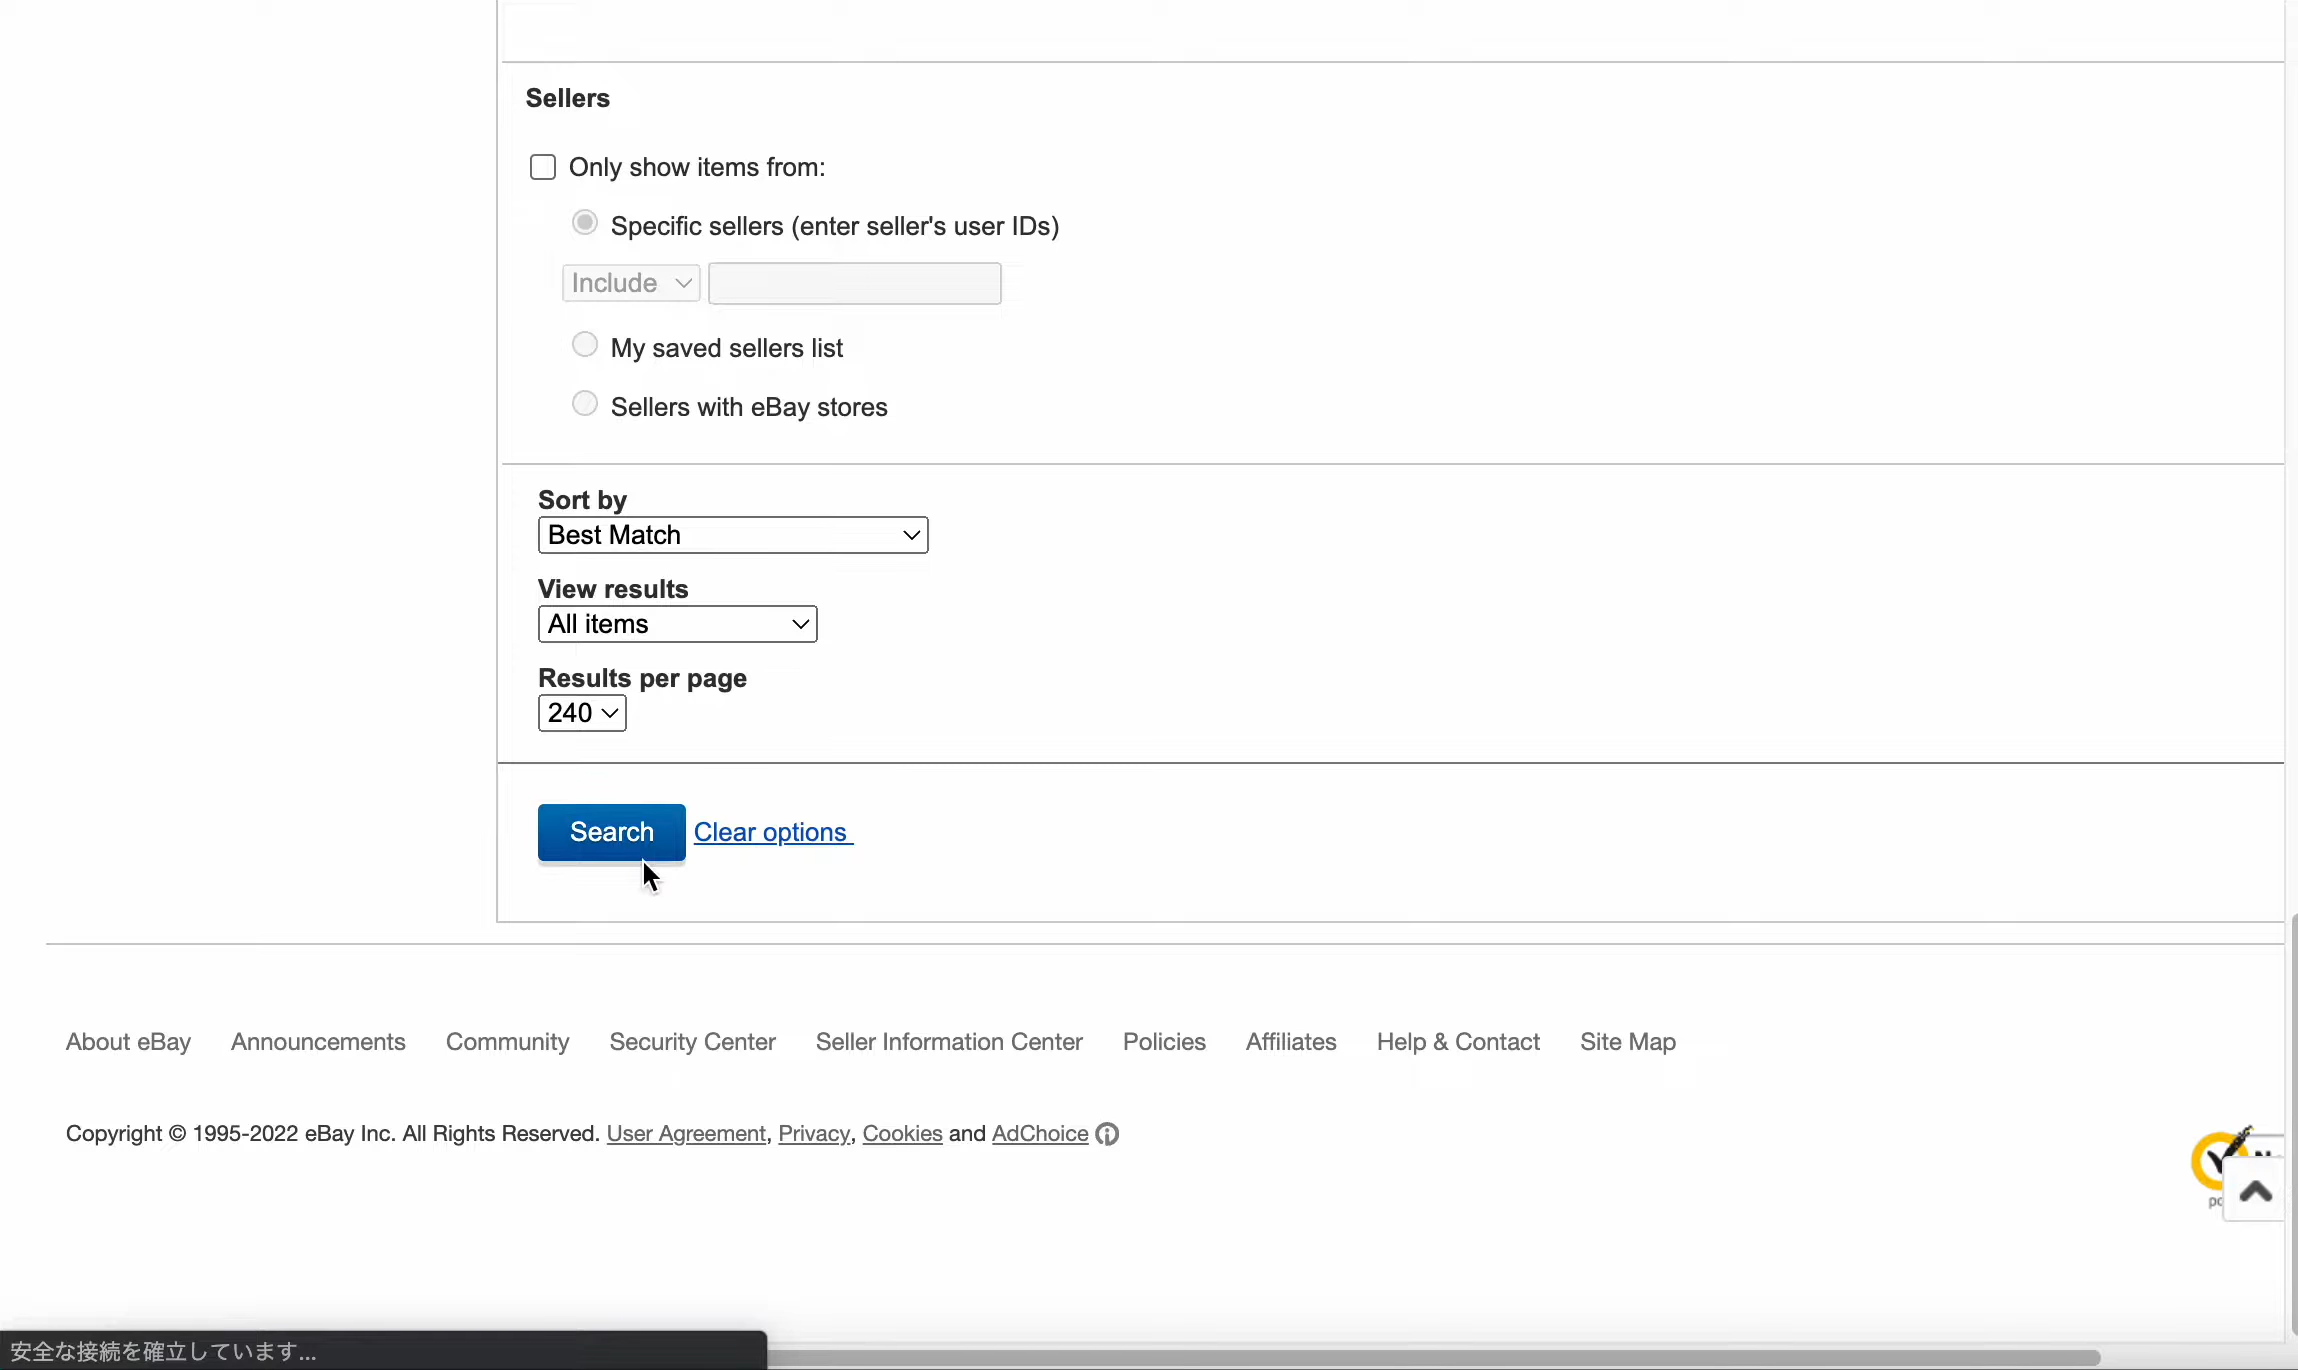 Sellers
Only show items from:
Specific sellers (enter seller's user IDs)
Include
My saved sellers list
Sellers with eBay stores
Sort by
Best Match
View results
All items
Results per page
240
Search Clear options
About eBay Announcements Community Security Center Seller Information Center Policies Affiliates Help & Contact Site Map
Copyright © 1995-2022 eBay Inc. All Rights Reserved. User Agreement, Privacy, Cookies and AdChoice
安全な接続を確立しています...